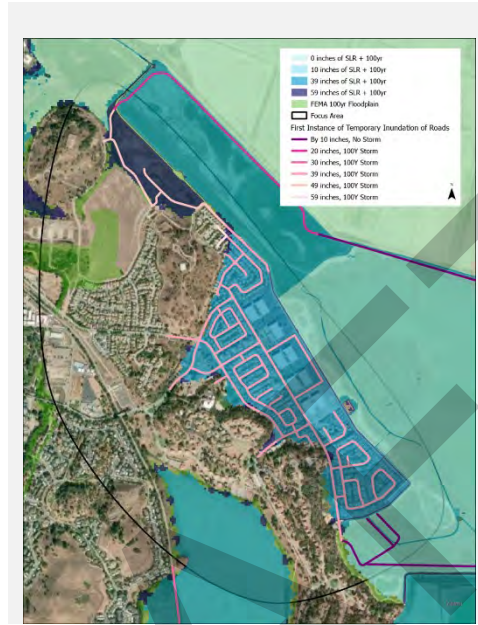 0 inches of SLR + 100yr
10 inches of SLR + 100yr
39 inches of SLR + 100yr
59 inches of SLR + 100yr
FEMA 100yr Floodplain
Focus Area
First Instance of Temporary Inundation of Roads
By 10 inches, No Storm
20 inches, 100Y Storm
30 inches, 100Y Storm
39 inches, 100Y Storm
49 inches, 100Y Storm
59 inches, 100Y Storm